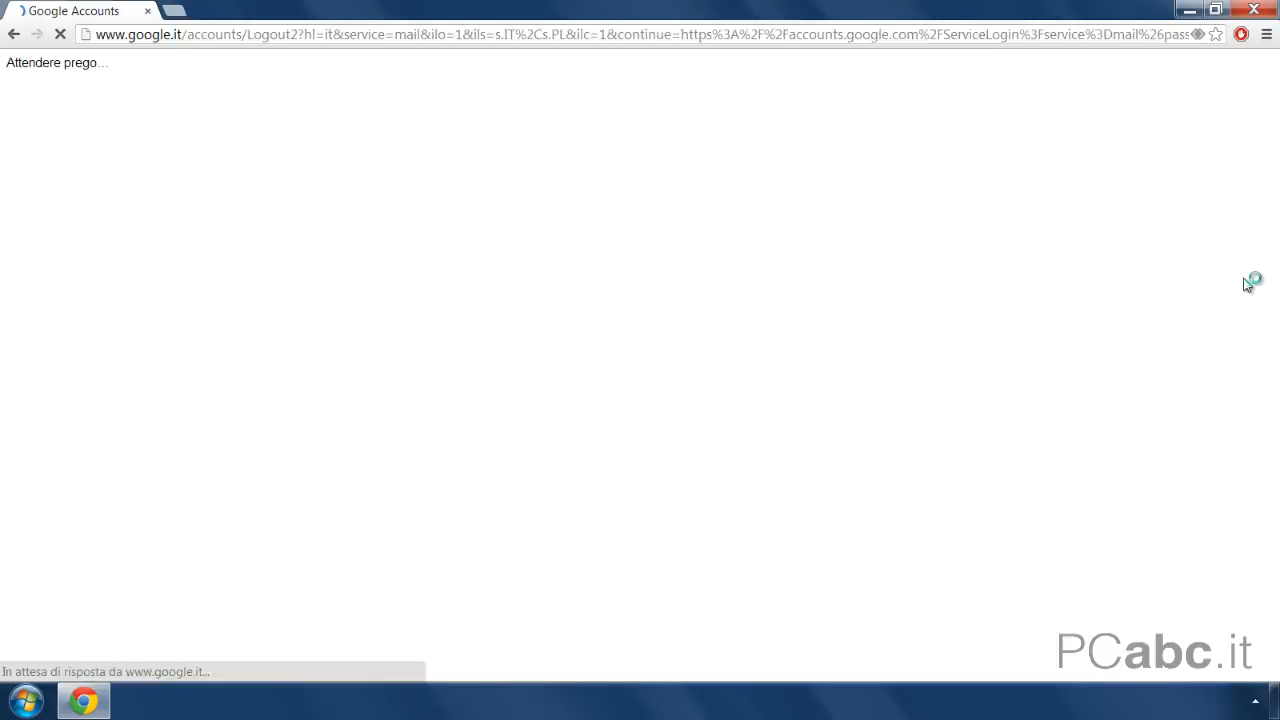 Google Accounts
www.google.it/accounts/Logout2?hl=it&service=mail&ilo=1&ils=s.IT%2Cs.PL&ilc=1&continue=https%3A%2F%2Faccounts.google.com%2FServiceLogin%3Fservice%3Dmail%26pass
Attendere prego...
PCabc.it
In attesa di risposta da www.google.it...